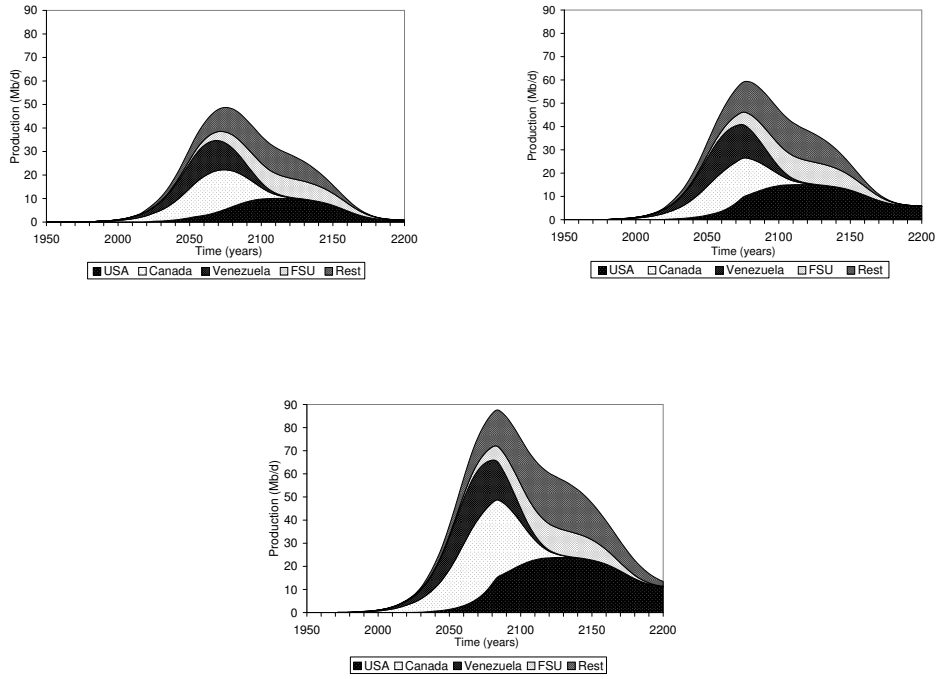 90
80
70
60
50
40
30
20
10
0
Production (Mb/d)
1950 2000 2050 2100 2150 2200
Time (years)
USA Canada Venezuela FSU Rest
90
80
70
60
50
40
30
20
10
0
Production (Mb/d)
1950 2000 2050 2100 2150 2200
Time (years)
USA Canada Venezuela FSU Rest
90
80
70
60
50
40
30
20
10
0
Production (Mb/d)
1950 2000 2050 2100 2150 2200
Time (years)
USA Canada Venezuela FSU Rest